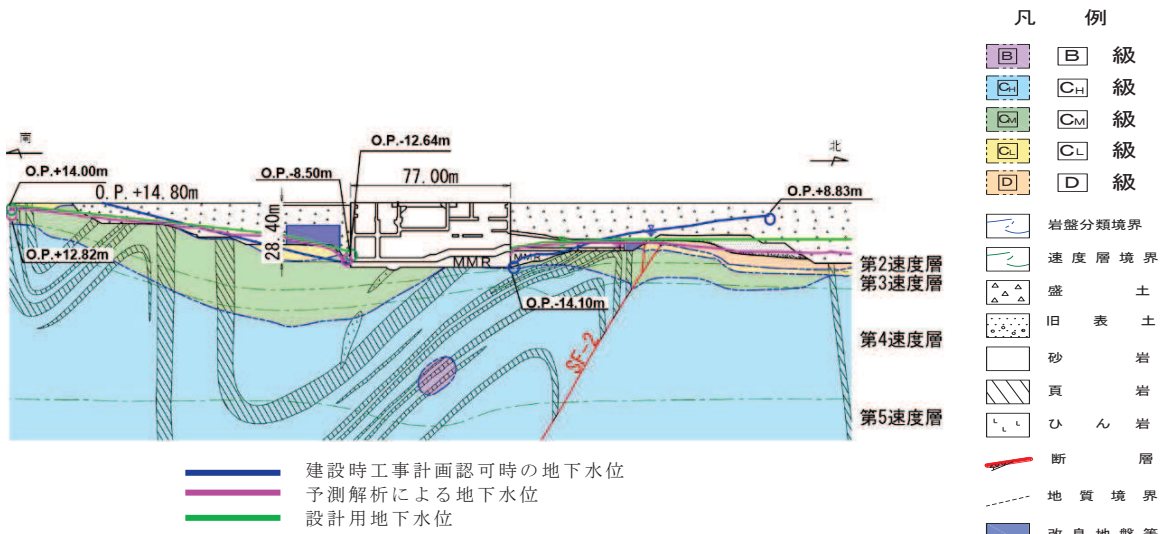 凡 例
B B 級
CH CH 級
CM CM 級
CL CL 級
D D 級
岩盤分類境界
速度層境界
盛 土
旧 表 土
砂 岩
頁 岩
ひ ん 岩
断 層
地 質 境 界
改良地盤等
南
北
O.P.-12.64m
O.P.+14.00m
O.P.+14.80m
O.P.-8.50m
77.00m
O.P.+8.83m
28.40m
O.P.+12.82m
MMR
MMR
O.P.-14.10m
第2速度層
第3速度層
第4速度層
SF-2
第5速度層
建設時工事計画認可時の地下水位
予測解析による地下水位
設計用地下水位